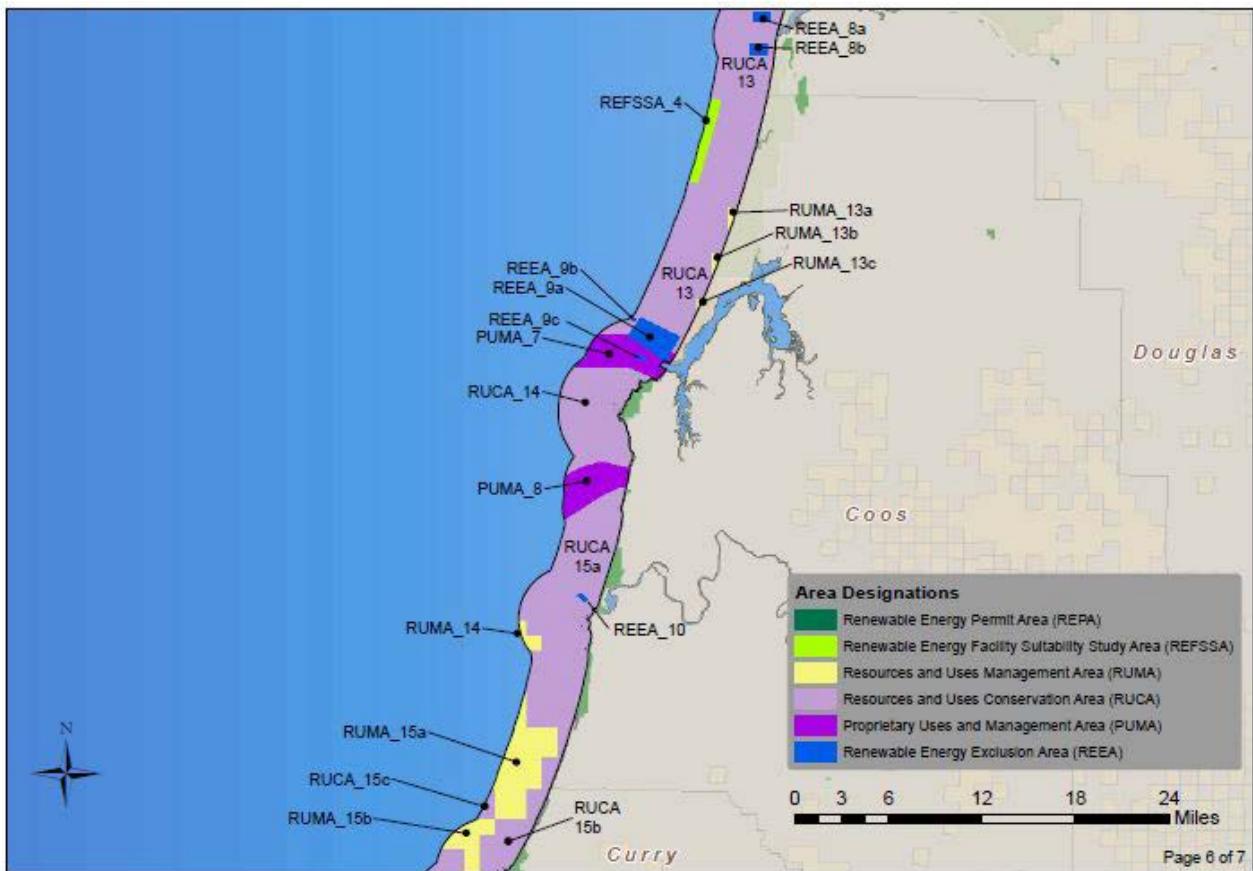 REEA_8a
REEA_8b
RUCA
13
REFSSA_4
RUMA_13a
RUMA_13b
RUMA_13c
RUCA
13
REEA_9b
REEA_9a
REEA_9c
PUMA_7
Douglas
RUCA_14
PUMA_8
Coos
RUCA
15a
REEA_10
RUMA_14
Area Designations
Renewable Energy Permit Area (REPA)
Renewable Energy Facility Suitability Study Area (REFSSA)
Resources and Uses Management Area (RUMA)
Resources and Uses Conservation Area (RUCA)
Proprietary Uses and Management Area (PUMA)
Renewable Energy Exclusion Area (REEA)
N
RUMA_15a
RUCA_15c
RUMA_15b
RUCA
15b
0 3 6 12 18 24
Miles
Curry
Page 6 of 7